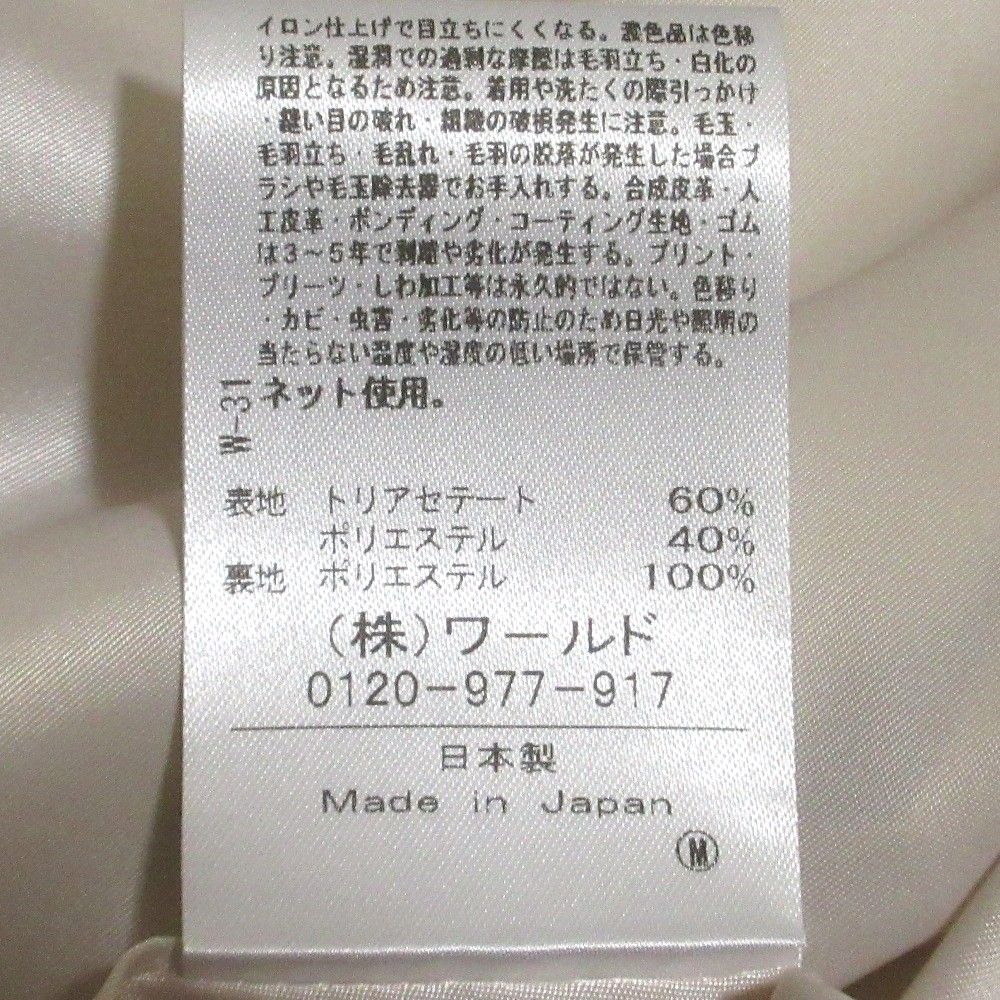 イロン仕上げで目立ちにくくなる。濃色品は色移
り注意。湿潤での過剰な摩擦は毛羽立ち・白化の
原因となるため注意。着用や洗たくの際引っかけ
・縫い目の破れ・組織の破損発生に注意。毛玉・
毛羽立ち・毛乱れ・毛羽の脱落が発生した場合ブ
ラシや毛玉除去器でお手入れする。合成皮革・人
工皮革・ボンディング・コーティング生地・ゴム
は3~5年で剥離や劣化が発生する。プリント・
プリーツ・しわ加工等は永久的ではない。色移り
・カビ・虫害・劣化等の防止のため日光や照明の
当たらない温度や湿度の低い場所で保管する。
ネット使用。
W-31
表地 トリアセテート 60%
ポリエステル 40%
裏地 ポリエステル 100%
(株)ワールド
0120-977-917
日本製
Made in Japan
M